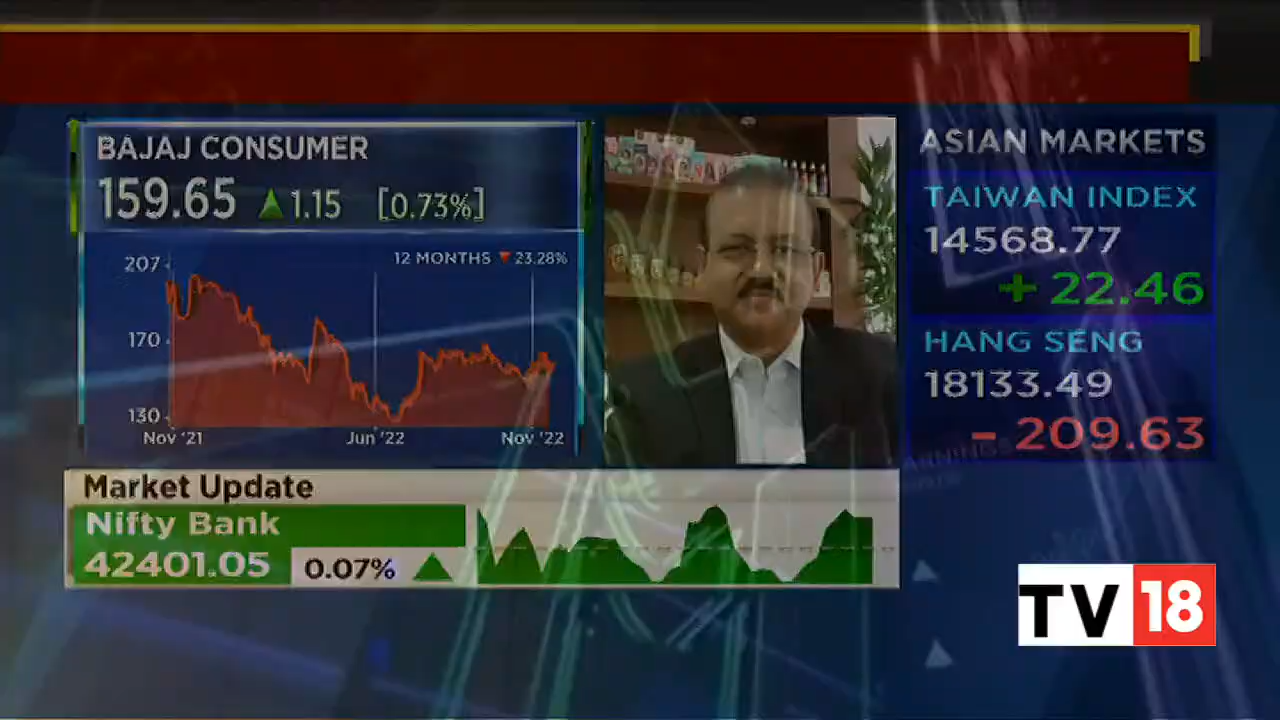 BAJAJ CONSUMER
159.65 ▲ 1.15 [0.73%]
12 MONTHS ▼ 23.28%
207
170
130
Nov '21 Jun '22 Nov '22
ASIAN MARKETS
TAIWAN INDEX
14568.77
+ 22.46
HANG SENG
18133.49
- 209.63
Market Update
Nifty Bank
42401.05 0.07% ▲
TV18